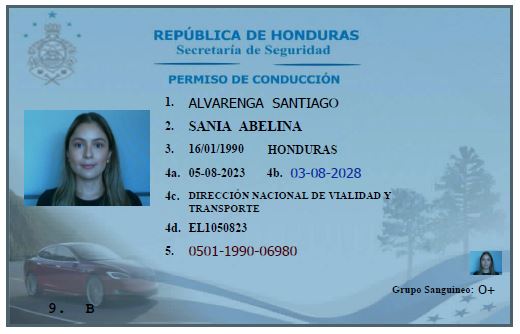 REPÚBLICA DE HONDURAS
Secretaría de Seguridad
PERMISO DE CONDUCCIÓN
1. ALVARENGA SANTIAGO
2. SANIA ABELINA
3. 16/01/1990 HONDURAS
4a. 05-08-2023 4b. 03-08-2028
4c. DIRECCIÓN NACIONAL DE VIALIDAD Y
TRANSPORTE
4d. EL1050823
5. 0501-1990-06980
Grupo Sanguineo: O+
9. B